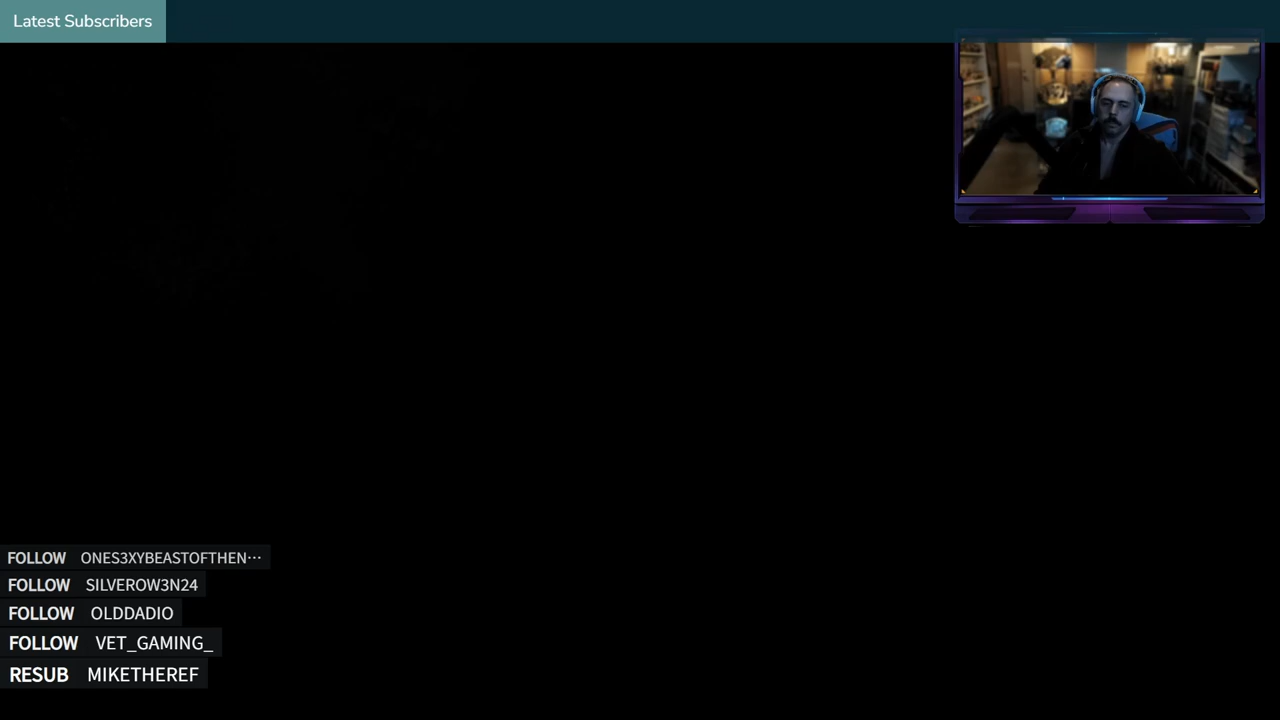 Latest Subscribers
FOLLOW ONES3XYBEASTOFTHEN···
FOLLOW SILVEROW3N24
FOLLOW OLDDADIO
FOLLOW VET_GAMING_
RESUB MIKETHEREF